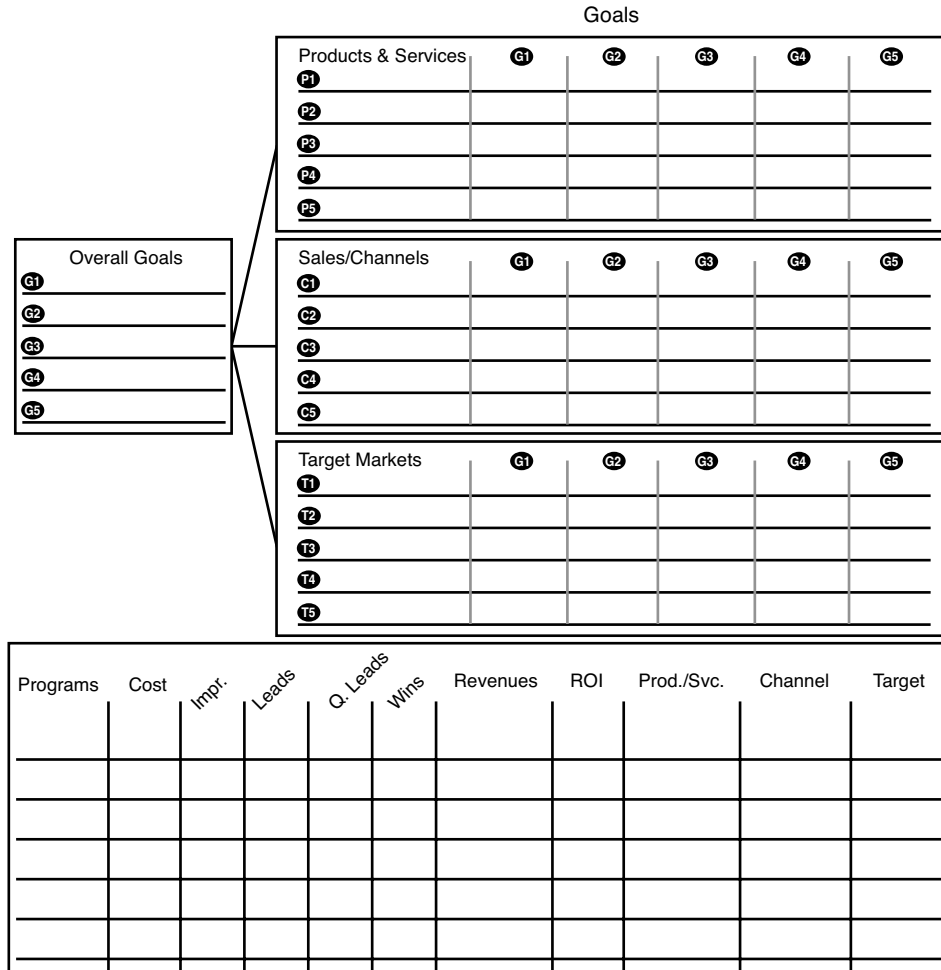 Goals
Products & Services G1 G2 G3 G4 G5
P1
P2
P3
P4
P5
Overall Goals
G1
G2
G3
G4
G5
Sales/Channels G1 G2 G3 G4 G5
C1
C2
C3
C4
C5
Target Markets G1 G2 G3 G4 G5
T1
T2
T3
T4
T5
Programs Cost Impr. Leads Q. Leads Wins Revenues ROI Prod./Svc. Channel Target